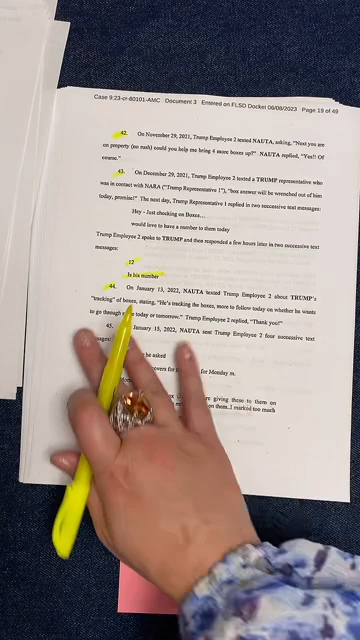 Case 9:23-cr-80101-AMC Document 3 Entered on FLSD Docket 06/08/2023 Page 19 of 49
42. On November 29, 2021, Trump Employee 2 texted NAUTA, asking, "Next you are
on property (no rush) could you help me bring 4 more boxes up?" NAUTA replied, "Yes!! Of
course."
43. On December 29, 2021, Trump Employee 2 texted a TRUMP representative who
was in contact with NARA ("Trump Representative 1"), "box answer will be wrenched out of him
today, promise!" The next day, Trump Representative 1 replied in two successive text messages:
Hey - Just checking on Boxes...
would love to have a number to them today
Trump Employee 2 spoke to TRUMP and then responded a few hours later in two successive text
messages:
12
Is his number
44. On January 13, 2022, NAUTA texted Trump Employee 2 about TRUMP's
"tracking" of boxes, stating, "He's tracking the boxes, more to follow today on whether he wants
to go through more today or tomorrow." Trump Employee 2 replied, "Thank you!"
45. January 15, 2022, NAUTA sent Trump Employee 2 four successive text
he asked
covers for for Monday m.
are giving these to them on
on them..I marked too much